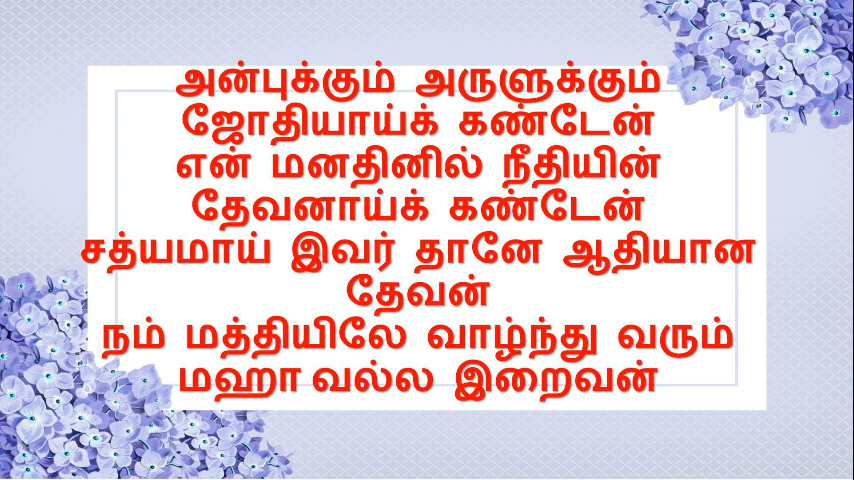 அன்புக்கும் அருளுக்கும்
ஜோதியாய்க் கண்டேன்
என் மனதினில் நீதியின்
தேவனாய்க் கண்டேன்
சத்யமாய் இவர் தானே ஆதியான
தேவன்
நம் மத்தியிலே வாழ்ந்து வரும்
மஹா வல்ல இறைவன்